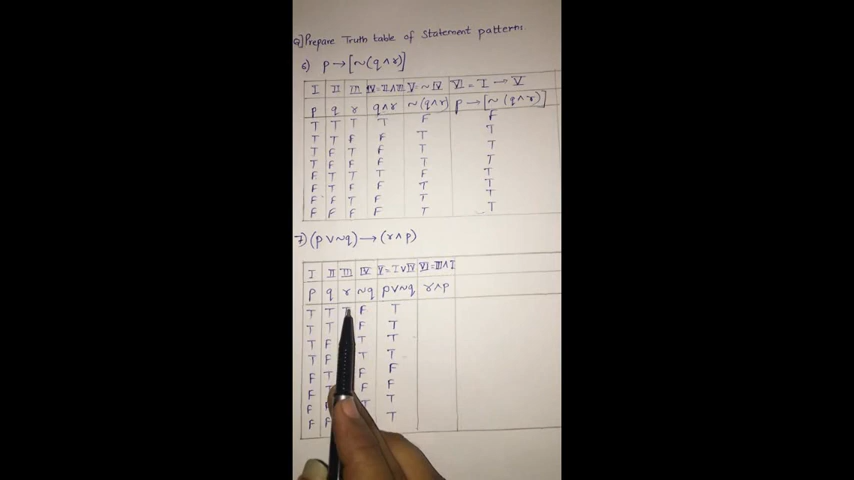 Q] Prepare Truth table of Statement patterns
6) p → [~(q ∧ r)]
I II III IV=II∧III V=~IV VI = I → V
p q r q∧r ~(q∧r) p → [~(q∧r)]
T T T T F F
T T F F T T
T F T F T T
T F F F T T
F T T T F T
F T F F T T
F F T F T T
F F F F T T
7) (p ∨ ~q) → (r ∧ p)
I II III IV V=I∨IV VI=III∧I
p q r ~q p∨~q r∧p
T T T F T
T T F T
T F T T
T F T T
F T F F
F F F
F F T T
F F T